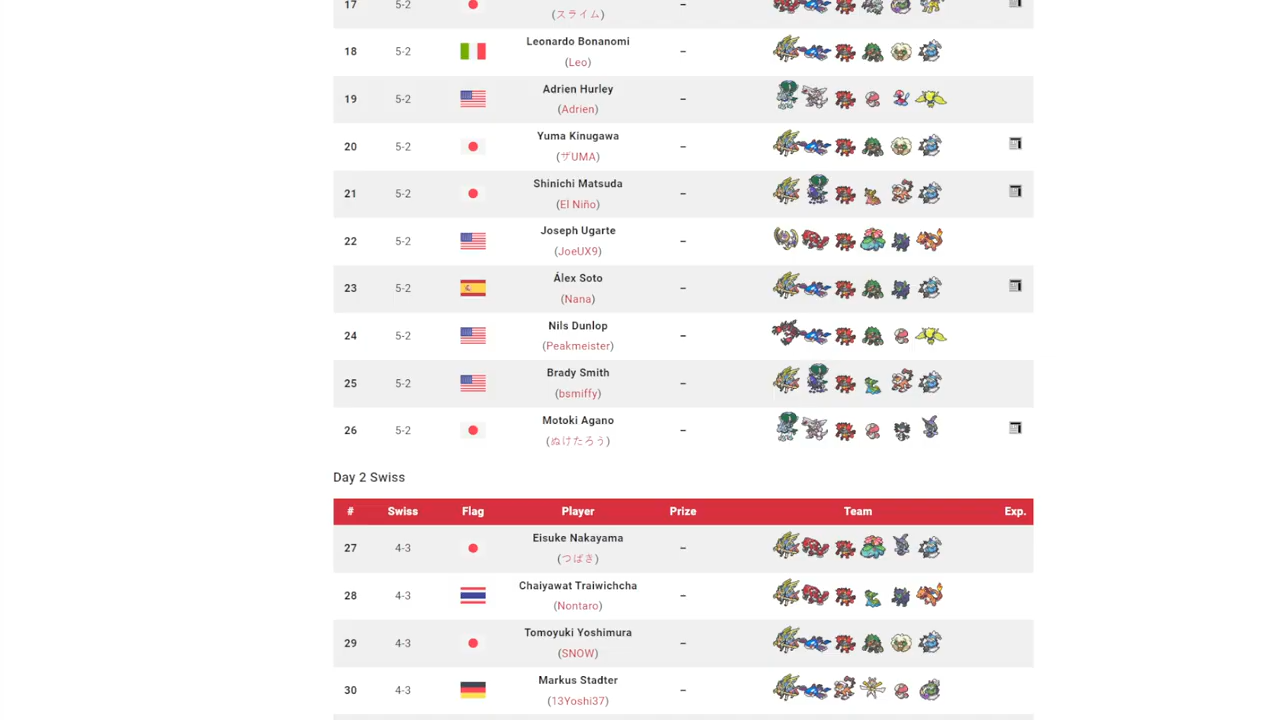 17 5-2 (スライム) –
18 5-2 Leonardo Bonanomi –
(Leo)
19 5-2 Adrien Hurley –
(Adrien)
20 5-2 Yuma Kinugawa –
(ザUMA)
21 5-2 Shinichi Matsuda –
(El Niño)
22 5-2 Joseph Ugarte –
(JoeUX9)
23 5-2 Álex Soto –
(Nana)
24 5-2 Nils Dunlop –
(Peakmeister)
25 5-2 Brady Smith –
(bsmiffy)
26 5-2 Motoki Agano –
(ぬけたろう)
Day 2 Swiss
# Swiss Flag Player Prize Team Exp.
27 4-3 Eisuke Nakayama –
(つばき)
28 4-3 Chaiyawat Traiwichcha –
(Nontaro)
29 4-3 Tomoyuki Yoshimura –
(SNOW)
30 4-3 Markus Stadter –
(13Yoshi37)